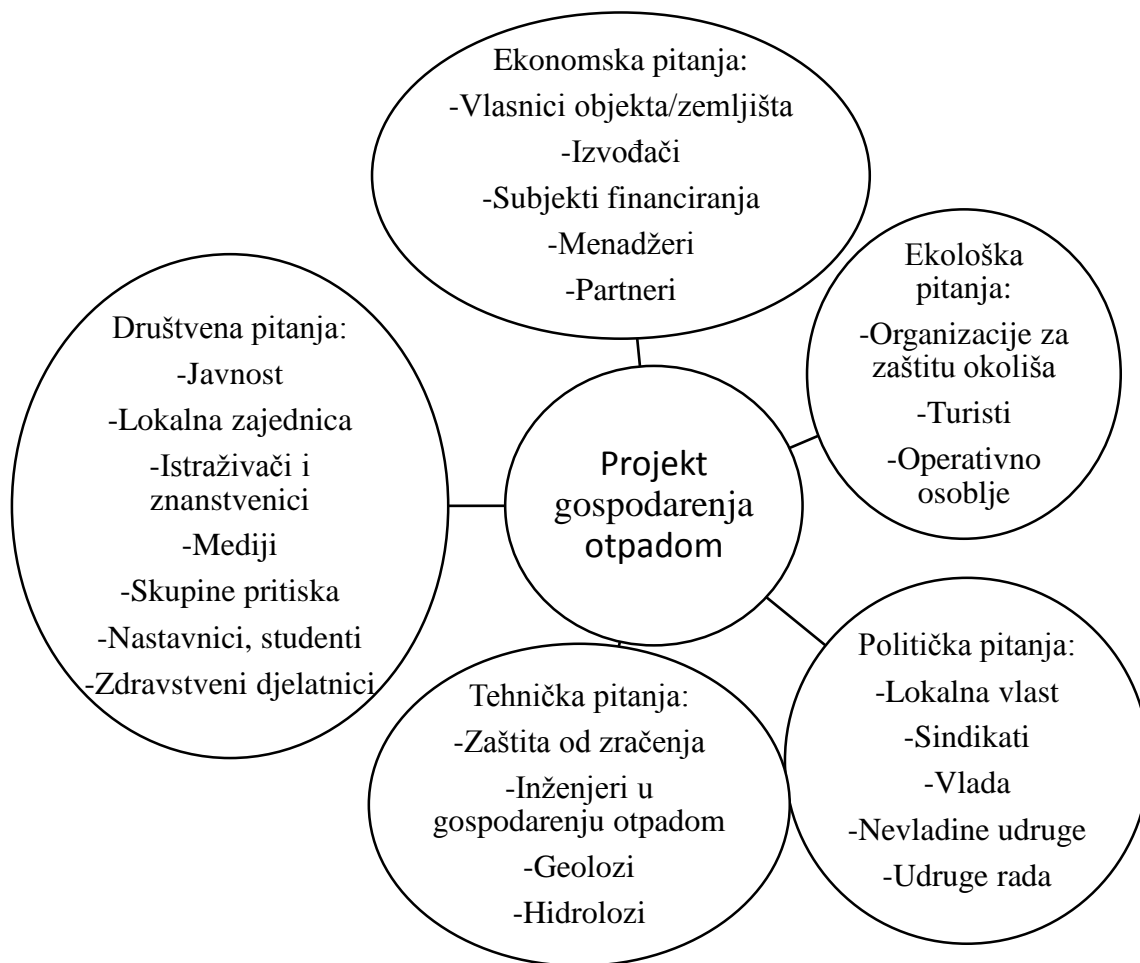 Ekonomska pitanja:
-Vlasnici objekta/zemljišta
-Izvođači
-Subjekti financiranja
-Menadžeri
-Partneri
Ekološka
pitanja:
-Organizacije za
zaštitu okoliša
-Turisti
-Operativno
osoblje
Društvena pitanja:
-Javnost
-Lokalna zajednica
-Istraživači i
znanstvenici
-Mediji
-Skupine pritiska
-Nastavnici, studenti
-Zdravstveni djelatnici
Projekt
gospodarenja
otpadom
Politička pitanja:
-Lokalna vlast
-Sindikati
-Vlada
-Nevladine udruge
-Udruge rada
Tehnička pitanja:
-Zaštita od zračenja
-Inženjeri u
gospodarenju otpadom
-Geolozi
-Hidrolozi